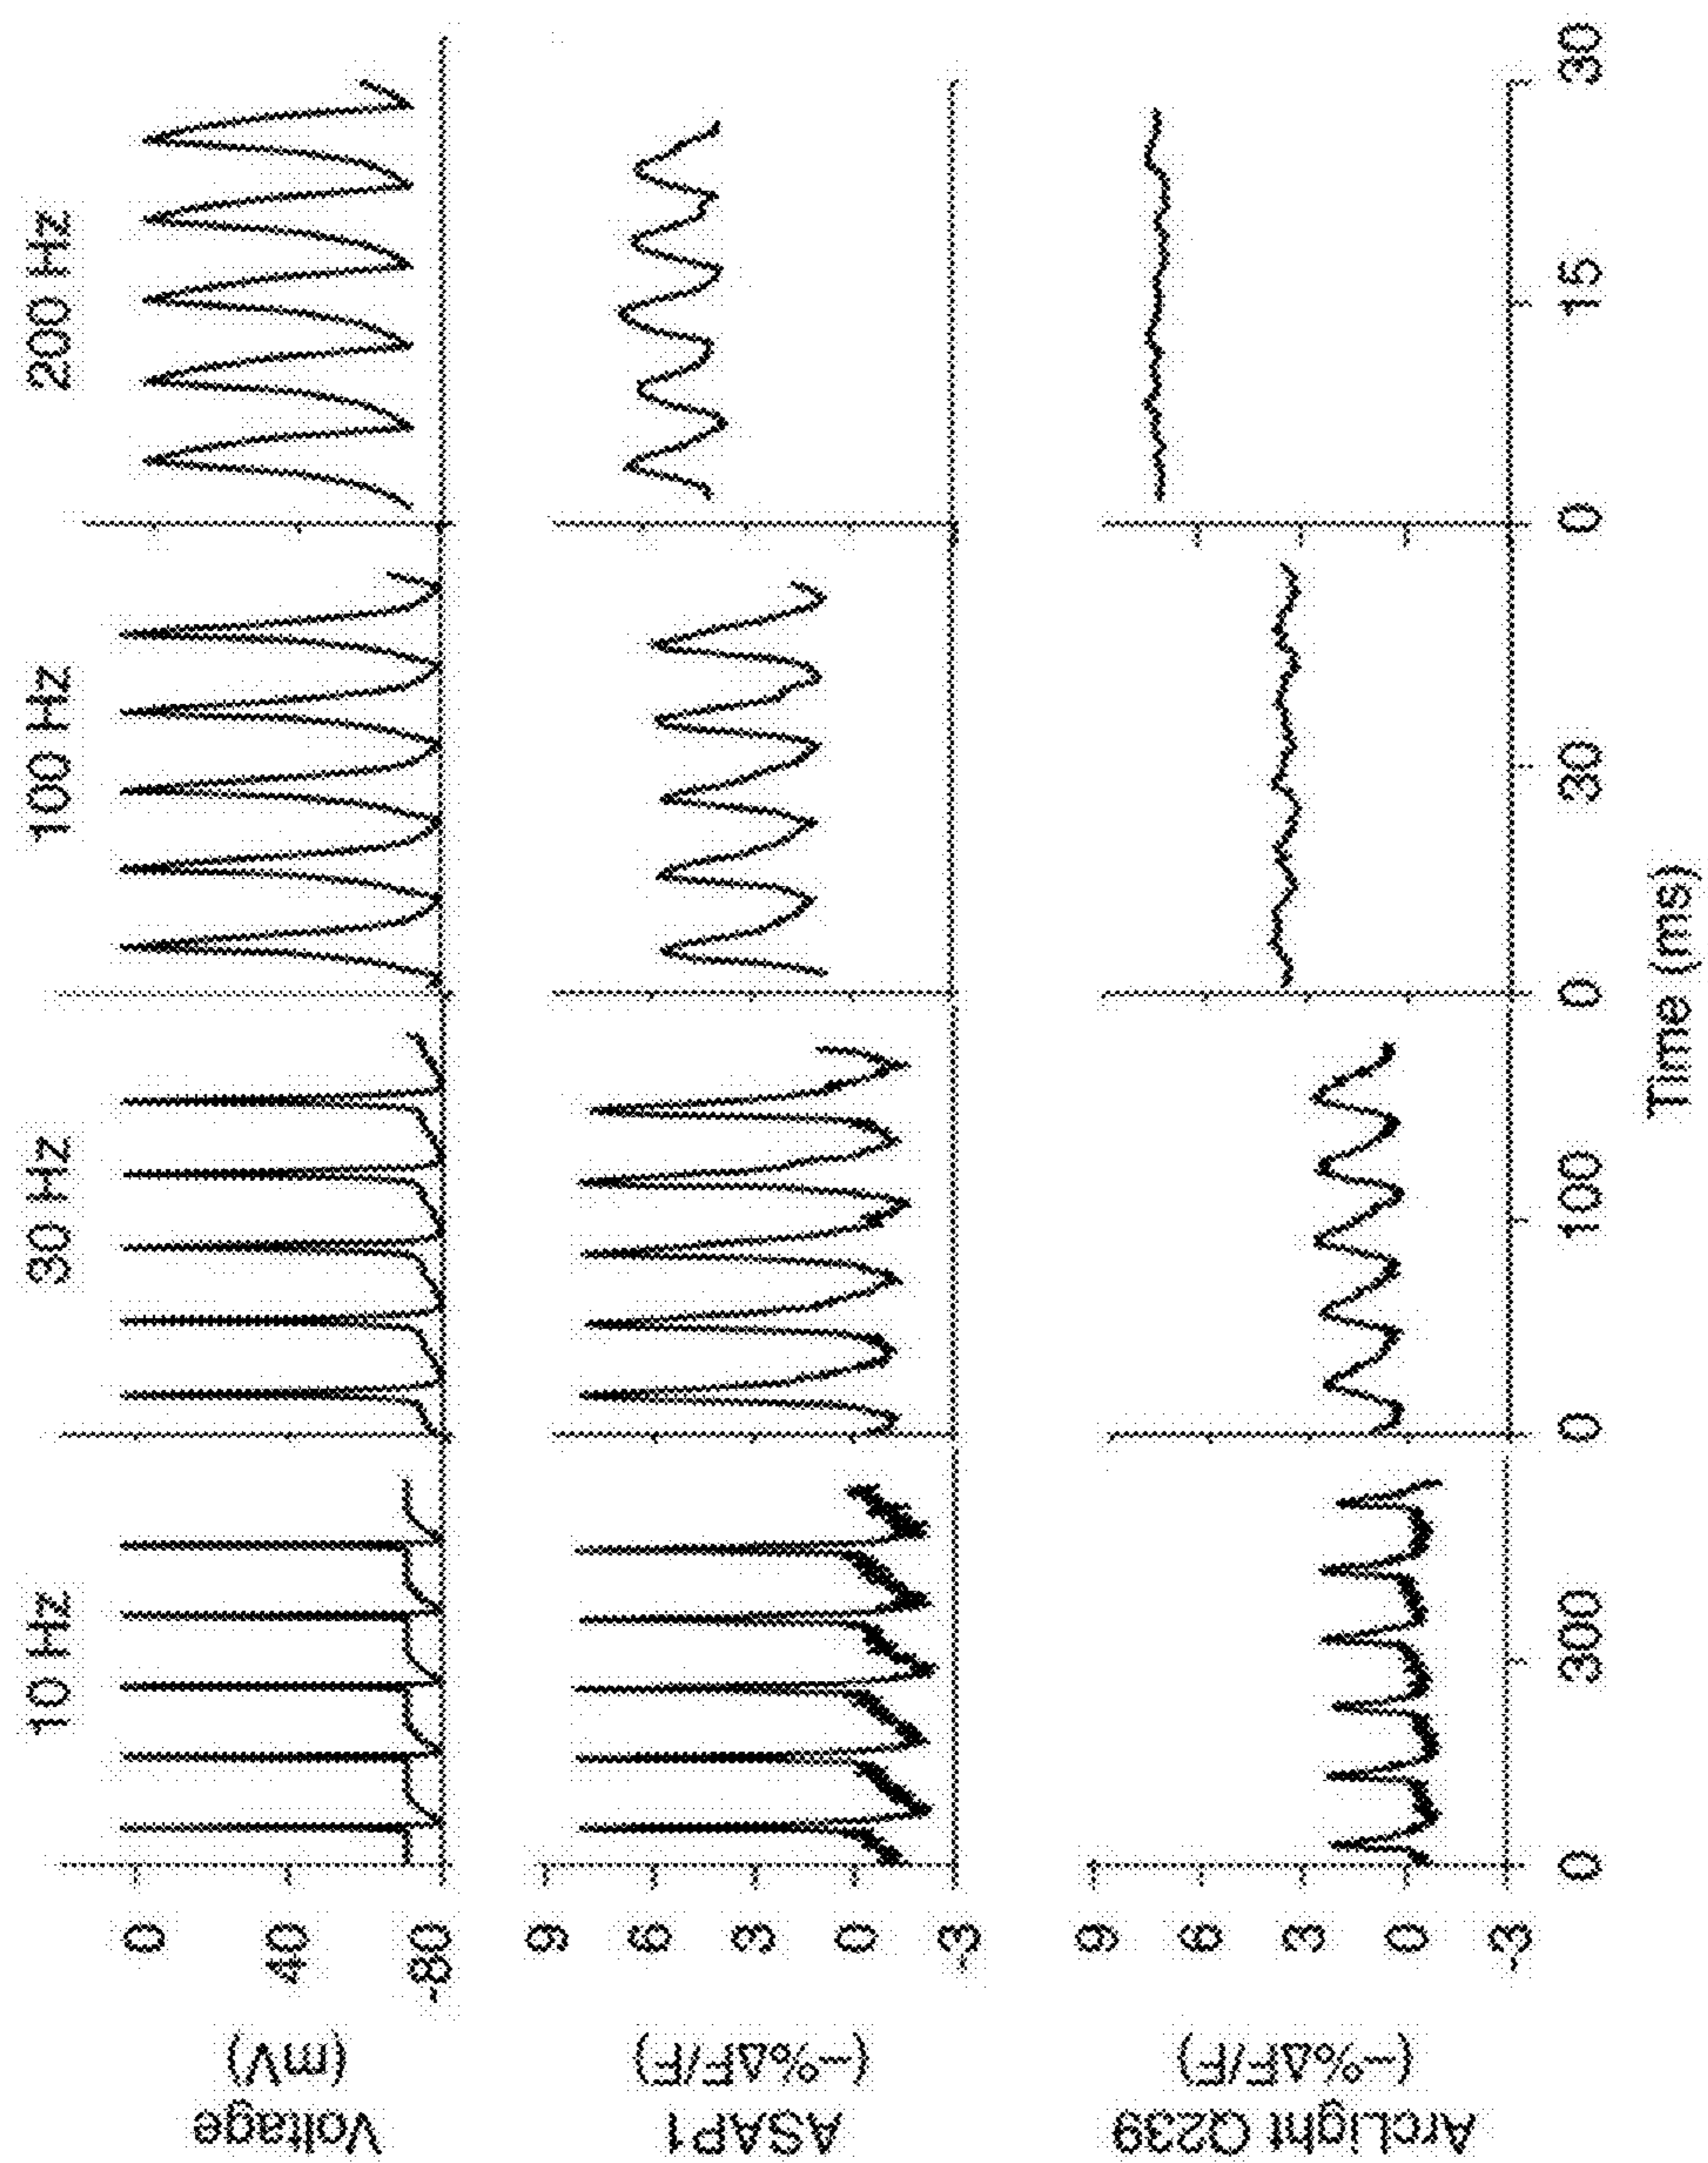 10 Hz
30 Hz
100 Hz
200 Hz
Voltage
(mV)
0
40
-80
ASAP1
(–%ΔF/F)
9
6
3
0
-3
ArcLight Q239
(–%ΔF/F)
9
6
3
0
-3
0
300
0
100
0
30
0
15
30
Time (ms)